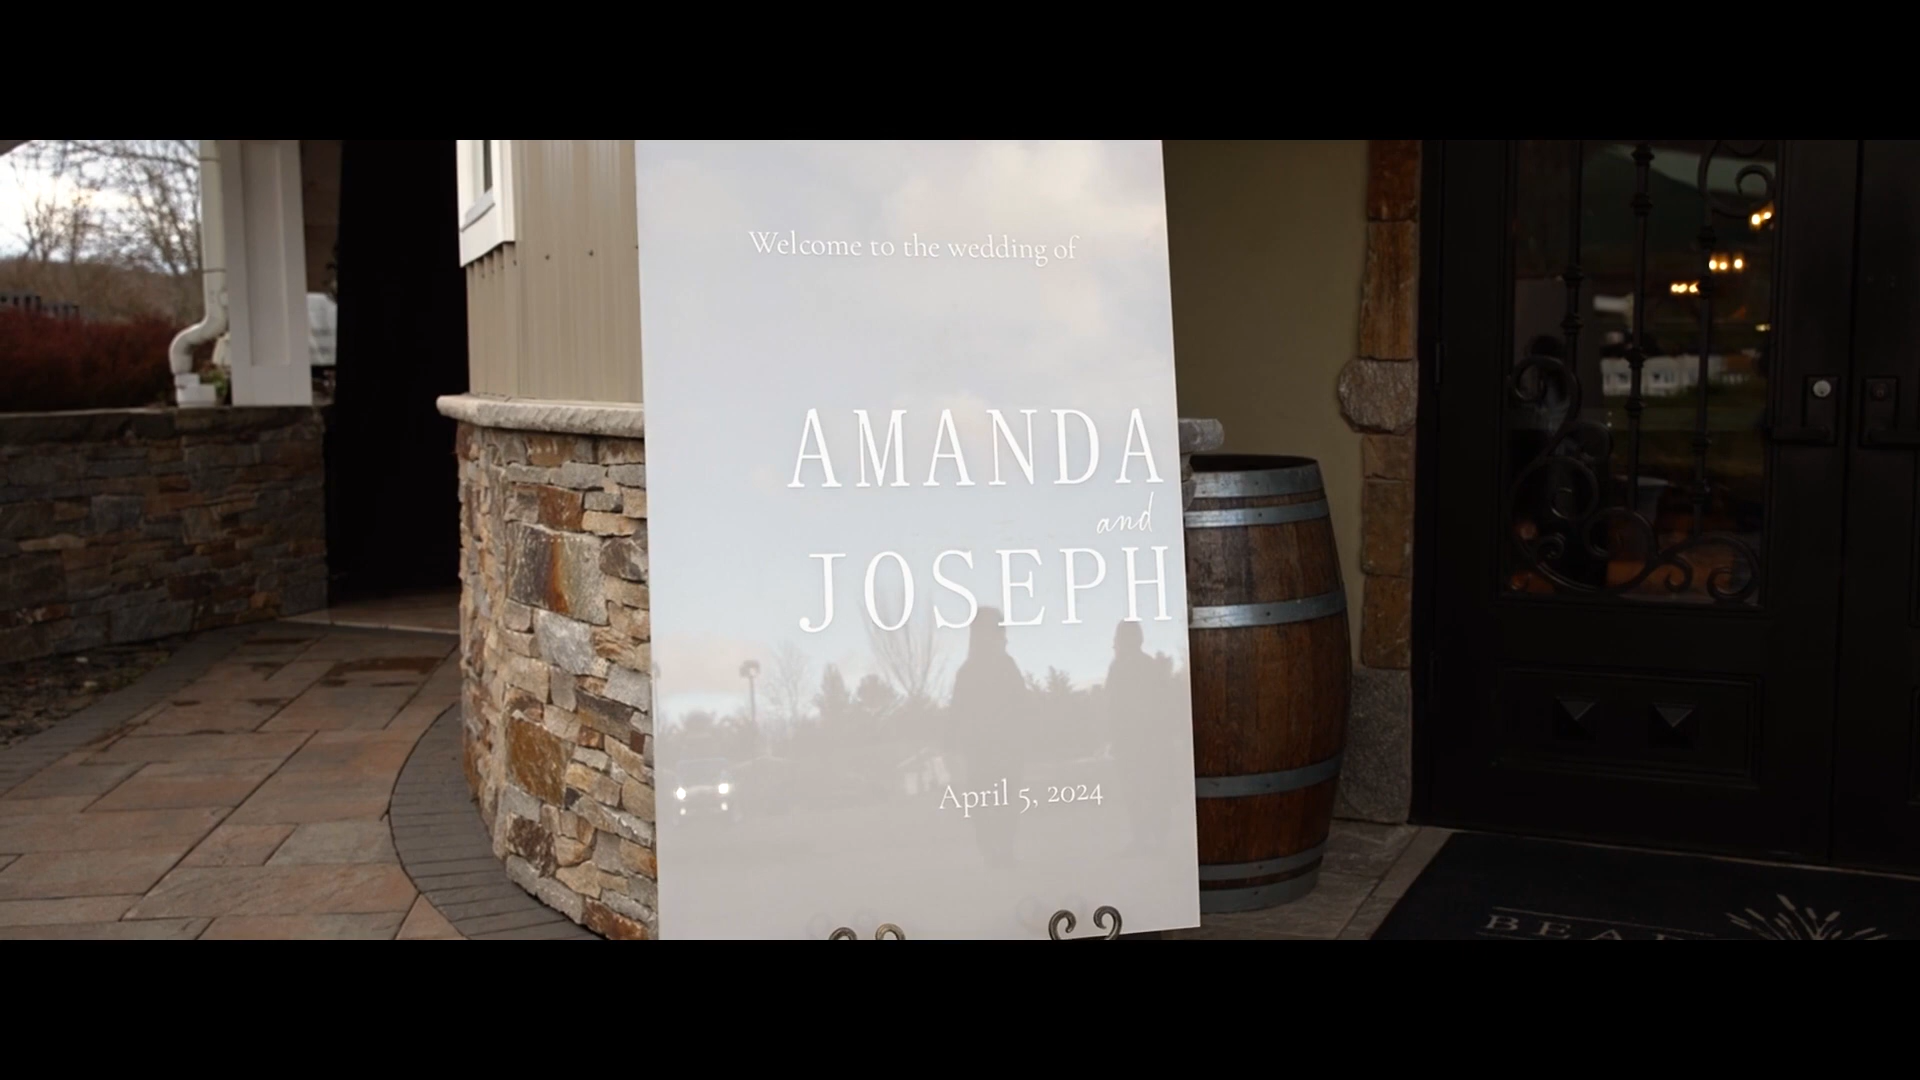 Welcome to the wedding of
AMANDA
and
JOSEPH
April 5, 2024